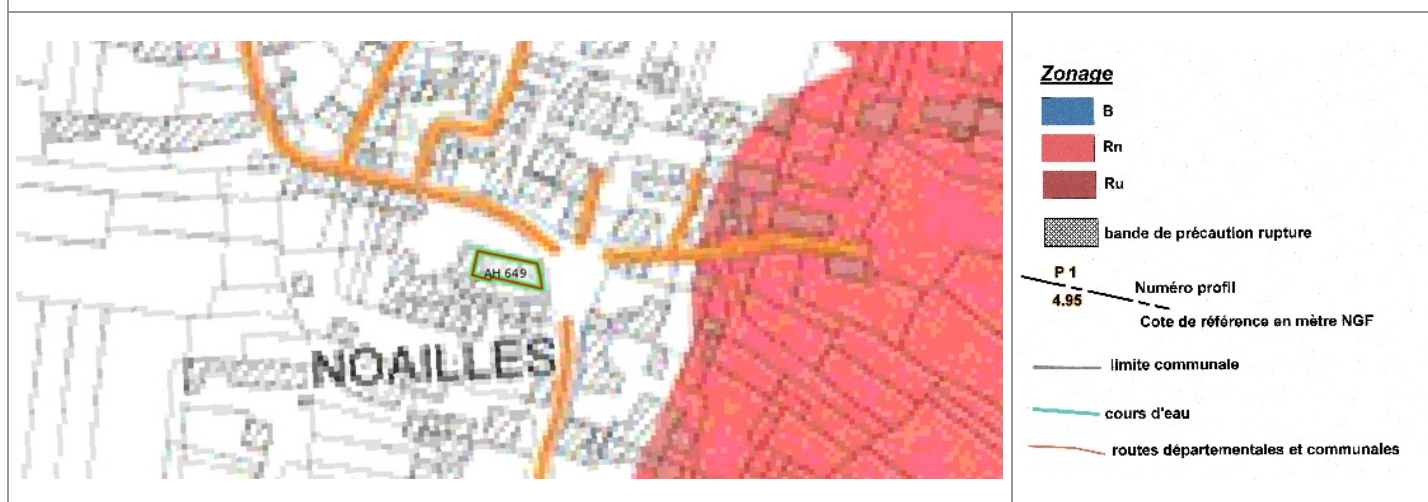 AH 649
NOAILLES
Zonage
B
Rn
Ru
bande de précaution rupture
P 1
Numéro profil
4.95
Cote de référence en mètre NGF
limite communale
cours d'eau
routes départementales et communales